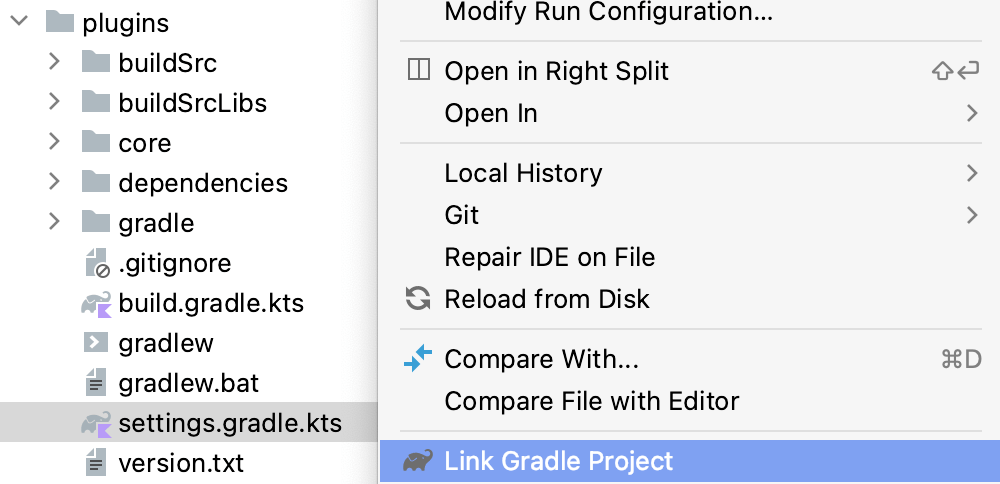 plugins
buildSrc
buildSrcLibs
core
dependencies
gradle
.gitignore
build.gradle.kts
gradlew
gradlew.bat
settings.gradle.kts
version.txt
Modify Run Configuration...
Open in Right Split ⇧↩
Open In
Local History
Git
Repair IDE on File
Reload from Disk
Compare With... ⌘D
Compare File with Editor
Link Gradle Project